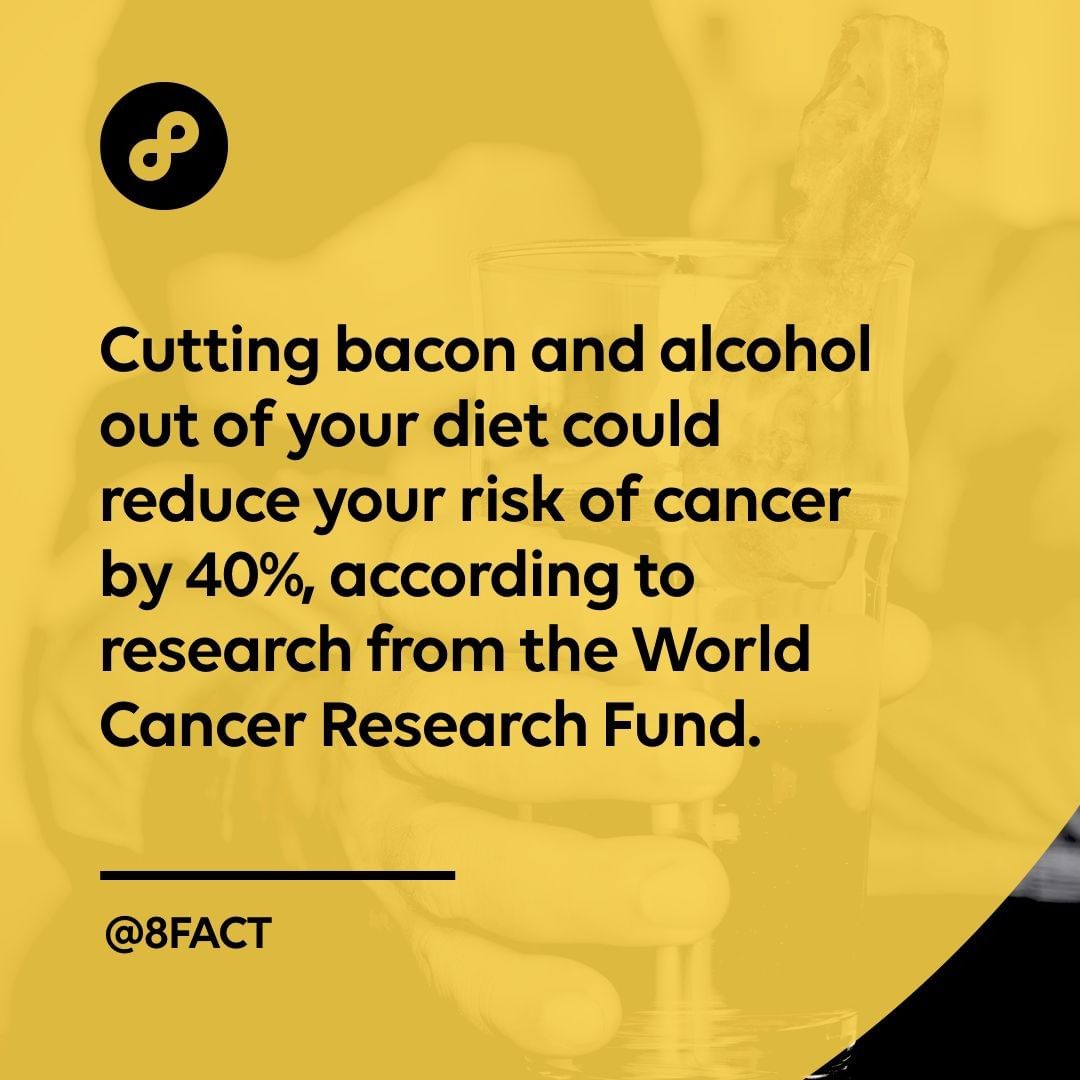 Cutting bacon and alcohol
out of your diet could
reduce your risk of cancer
by 40%, according to
research from the World
Cancer Research Fund.
@8FACT